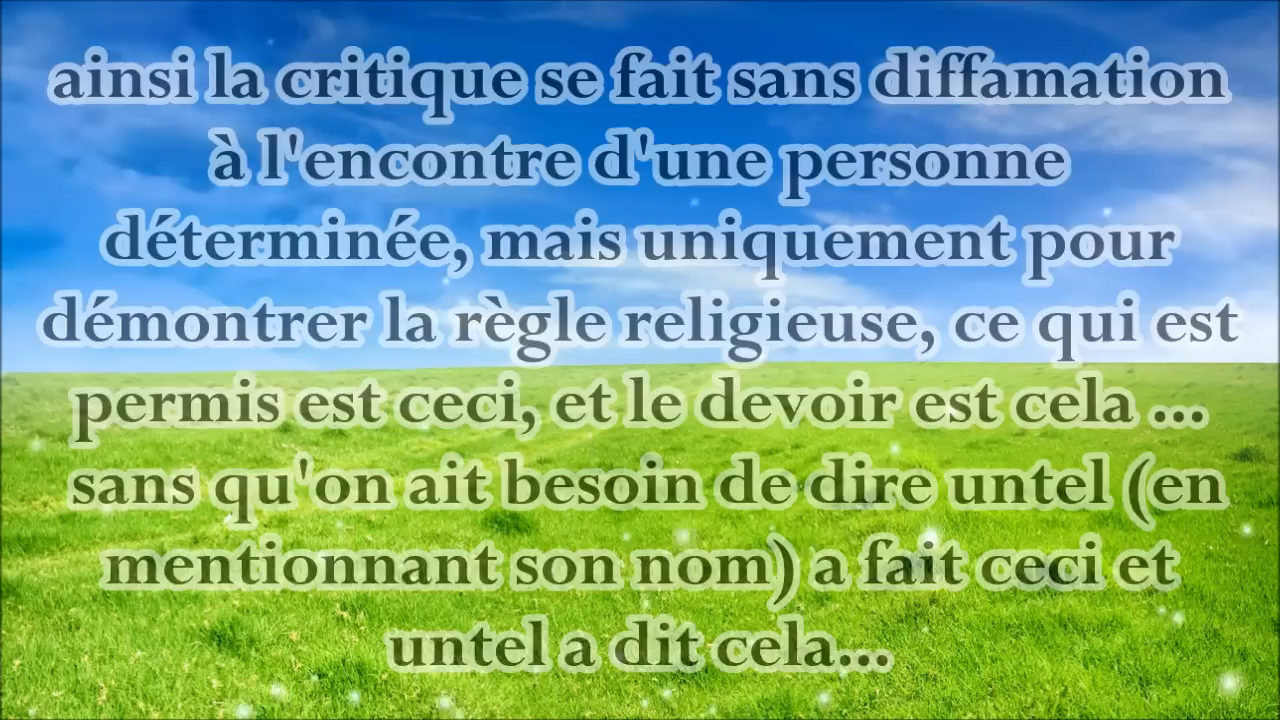 ainsi la critique se fait sans diffamation
à l'encontre d'une personne
déterminée, mais uniquement pour
démontrer la règle religieuse, ce qui est
permis est ceci, et le devoir est cela ...
sans qu'on ait besoin de dire untel (en
mentionnant son nom) a fait ceci et
untel a dit cela...